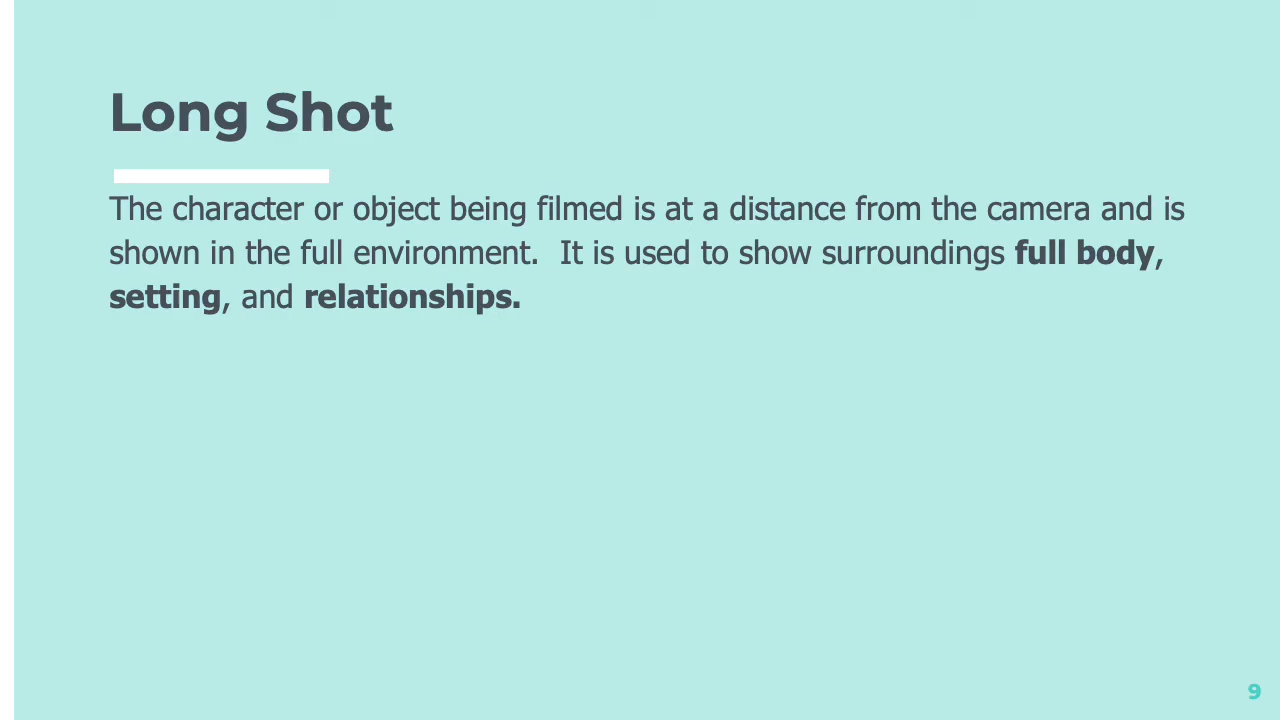 Long Shot
The character or object being filmed is at a distance from the camera and is
shown in the full environment.  It is used to show surroundings full body,
setting, and relationships.
9